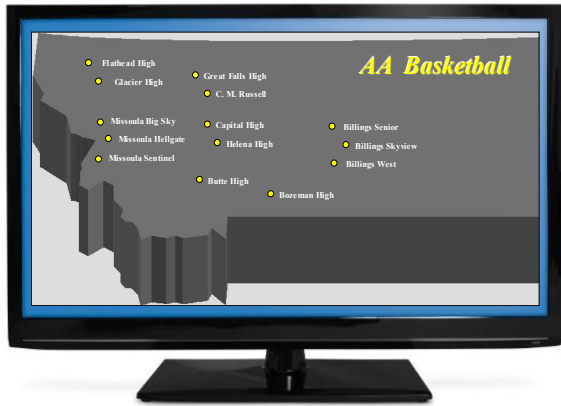 AA Basketball
Flathead High
Glacier High
Great Falls High
C. M. Russell
Missoula Big Sky
Missoula Hellgate
Missoula Sentinel
Capital High
Helena High
Billings Senior
Billings Skyview
Billings West
Butte High
Bozeman High